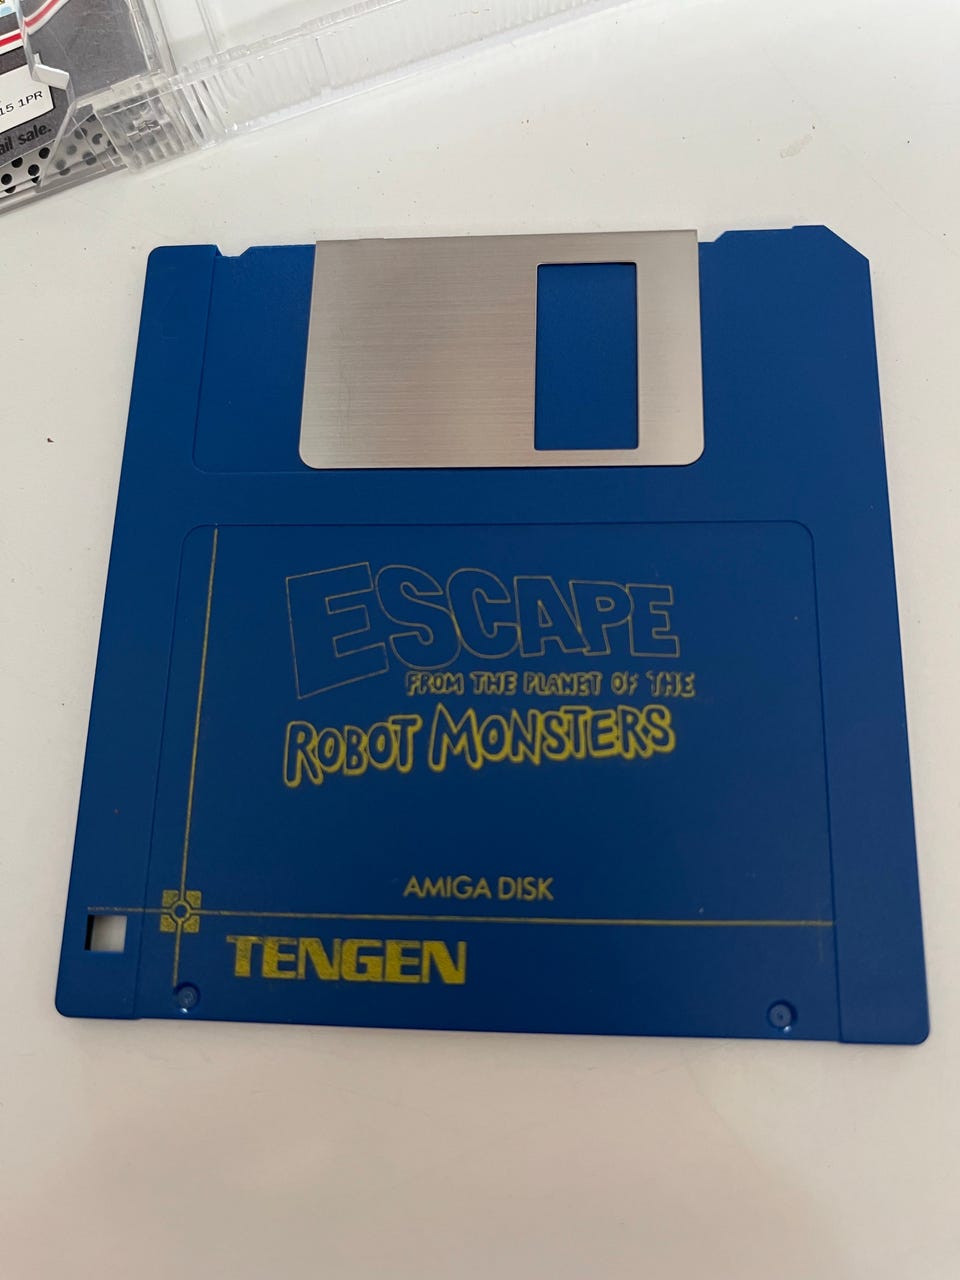 15 1PR
ail sale.
ESCAPE
FROM THE PLANET OF THE
ROBOT MONSTERS
AMIGA DISK
TENGEN